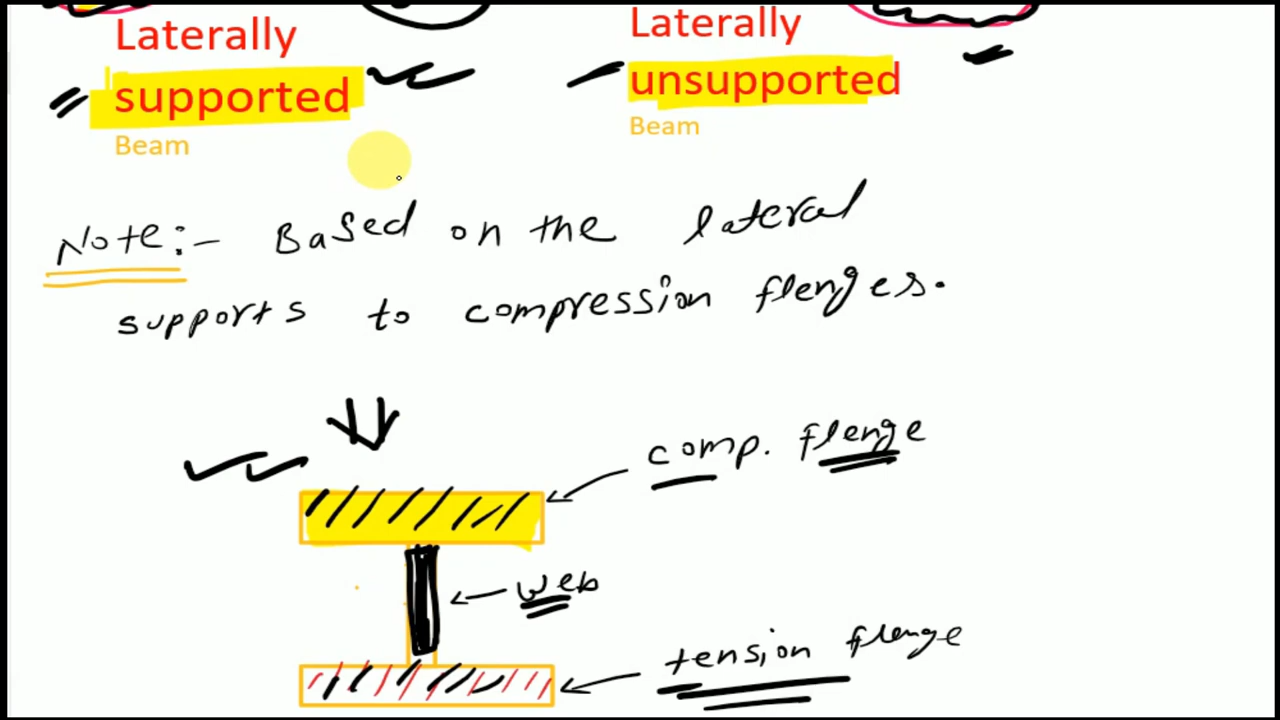 Laterally
supported
Beam
Laterally
unsupported
Beam
Note:- Based on the lateral
supports to compression flenges.
comp. flenge
web
tension flenge